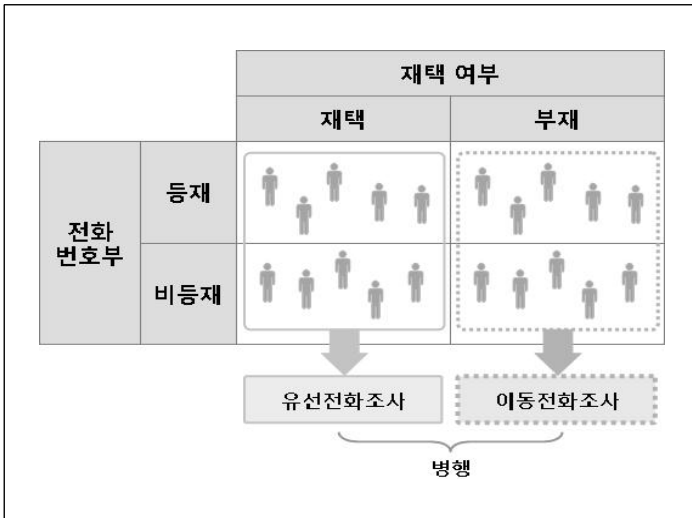 재택 여부
재택
부재
전화
번호부
등재
비등재
유선전화조사
이동전화조사
병행